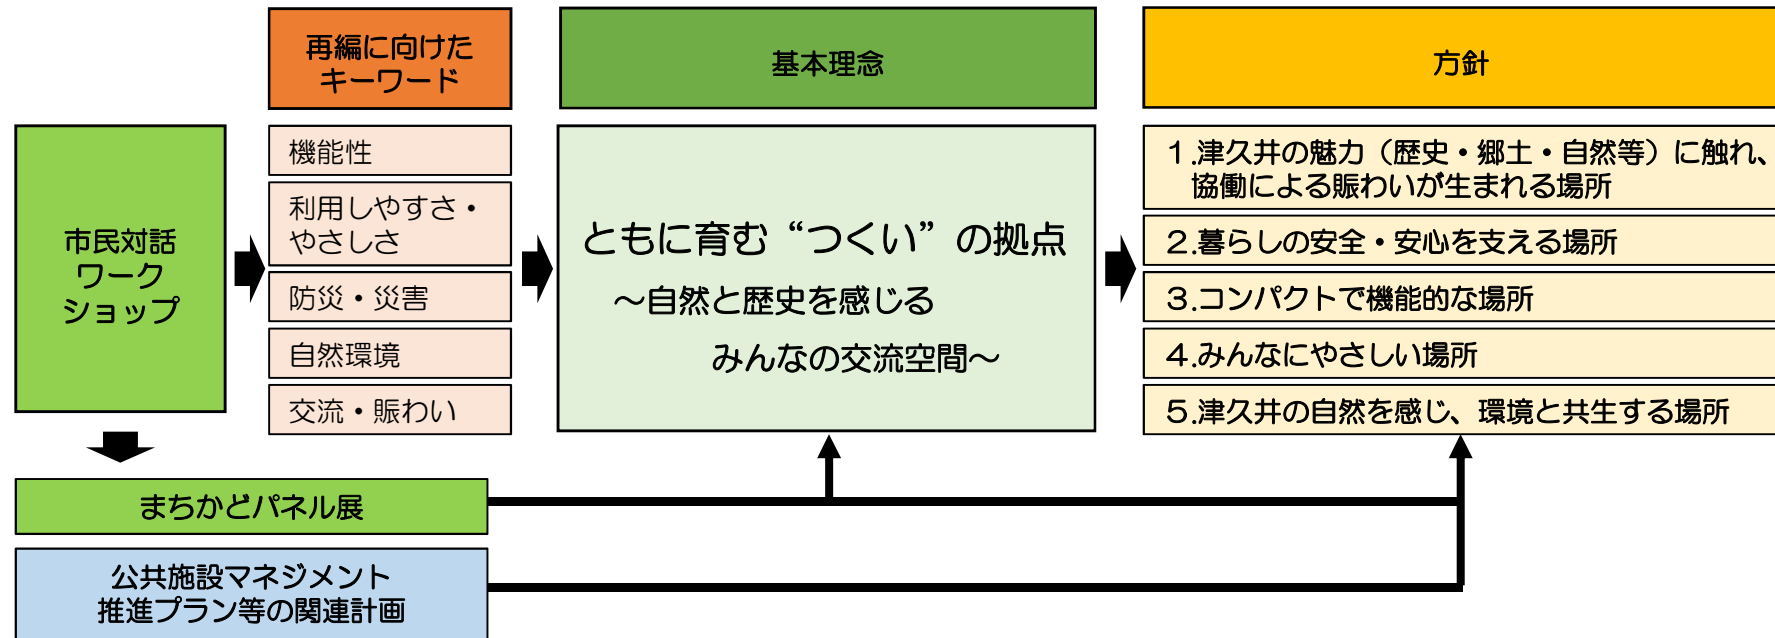 再編に向けた
キーワード
基本理念
方針
市民対話
ワーク
ショップ
機能性
利用しやすさ・
やさしさ
防災・災害
自然環境
交流・賑わい
ともに育む“つくい”の拠点
～自然と歴史を感じる
みんなの交流空間～
１.津久井の魅力（歴史・郷土・自然等）に触れ、
協働による賑わいが生まれる場所
２.暮らしの安全・安心を支える場所
３.コンパクトで機能的な場所
４.みんなにやさしい場所
５.津久井の自然を感じ、環境と共生する場所
まちかどパネル展
公共施設マネジメント
推進プラン等の関連計画